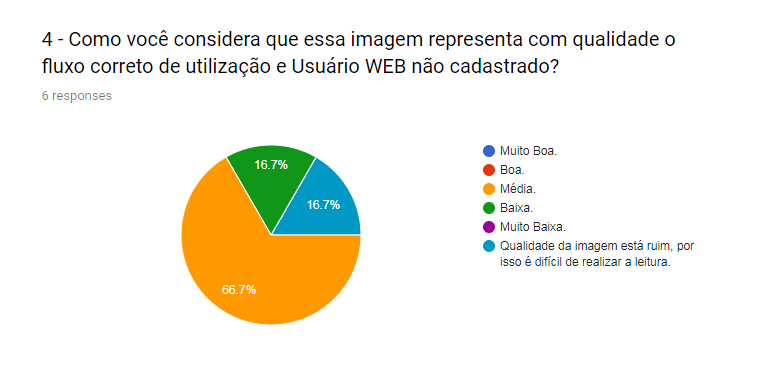 4 - Como você considera que essa imagem representa com qualidade o
fluxo correto de utilização e Usuário WEB não cadastrado?
6 responses
16.7%
16.7%
66.7%
Muito Boa.
Boa.
Média.
Baixa.
Muito Baixa.
Qualidade da imagem está ruim, por
isso é difícil de realizar a leitura.